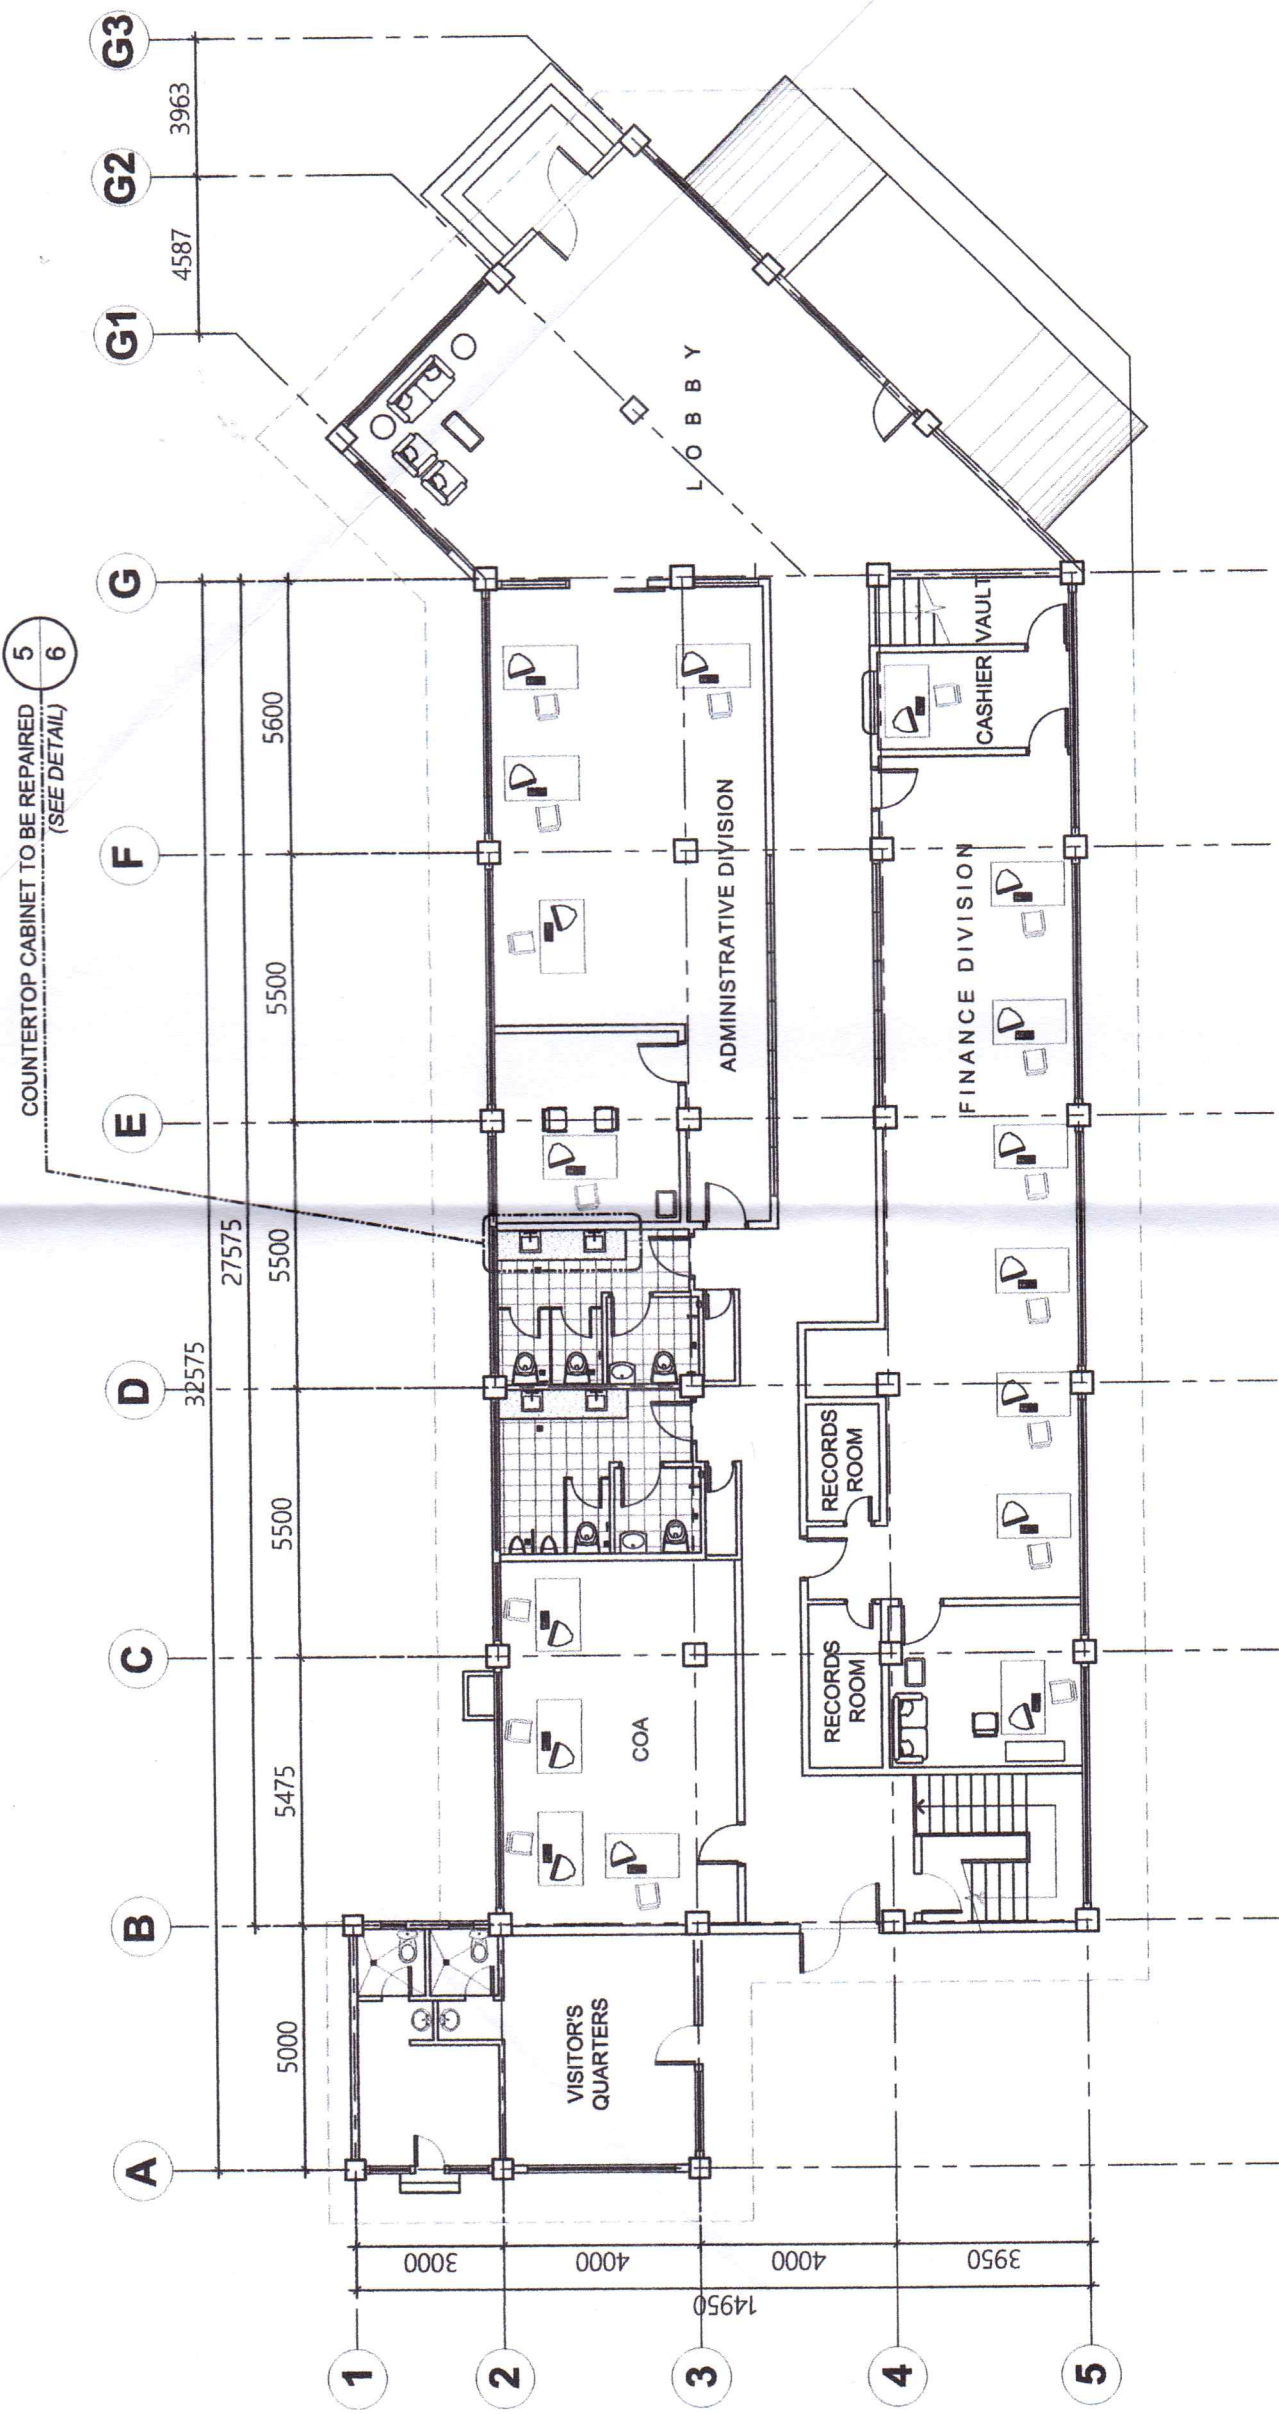 COUNTERTOP CABINET TO BE REPAIRED
(SEE DETAIL)
5
6
A
B
C
D
E
F
G
G1
G2
G3
32575
27575
5000
5475
5500
5500
5500
5600
4587
3963
1
2
3
4
5
3000
4000
4000
3950
14950
VISITOR'S
QUARTERS
COA
ADMINISTRATIVE DIVISION
LOBBY
RECORDS
ROOM
RECORDS
ROOM
FINANCE DIVISION
CASHIER
VAULT